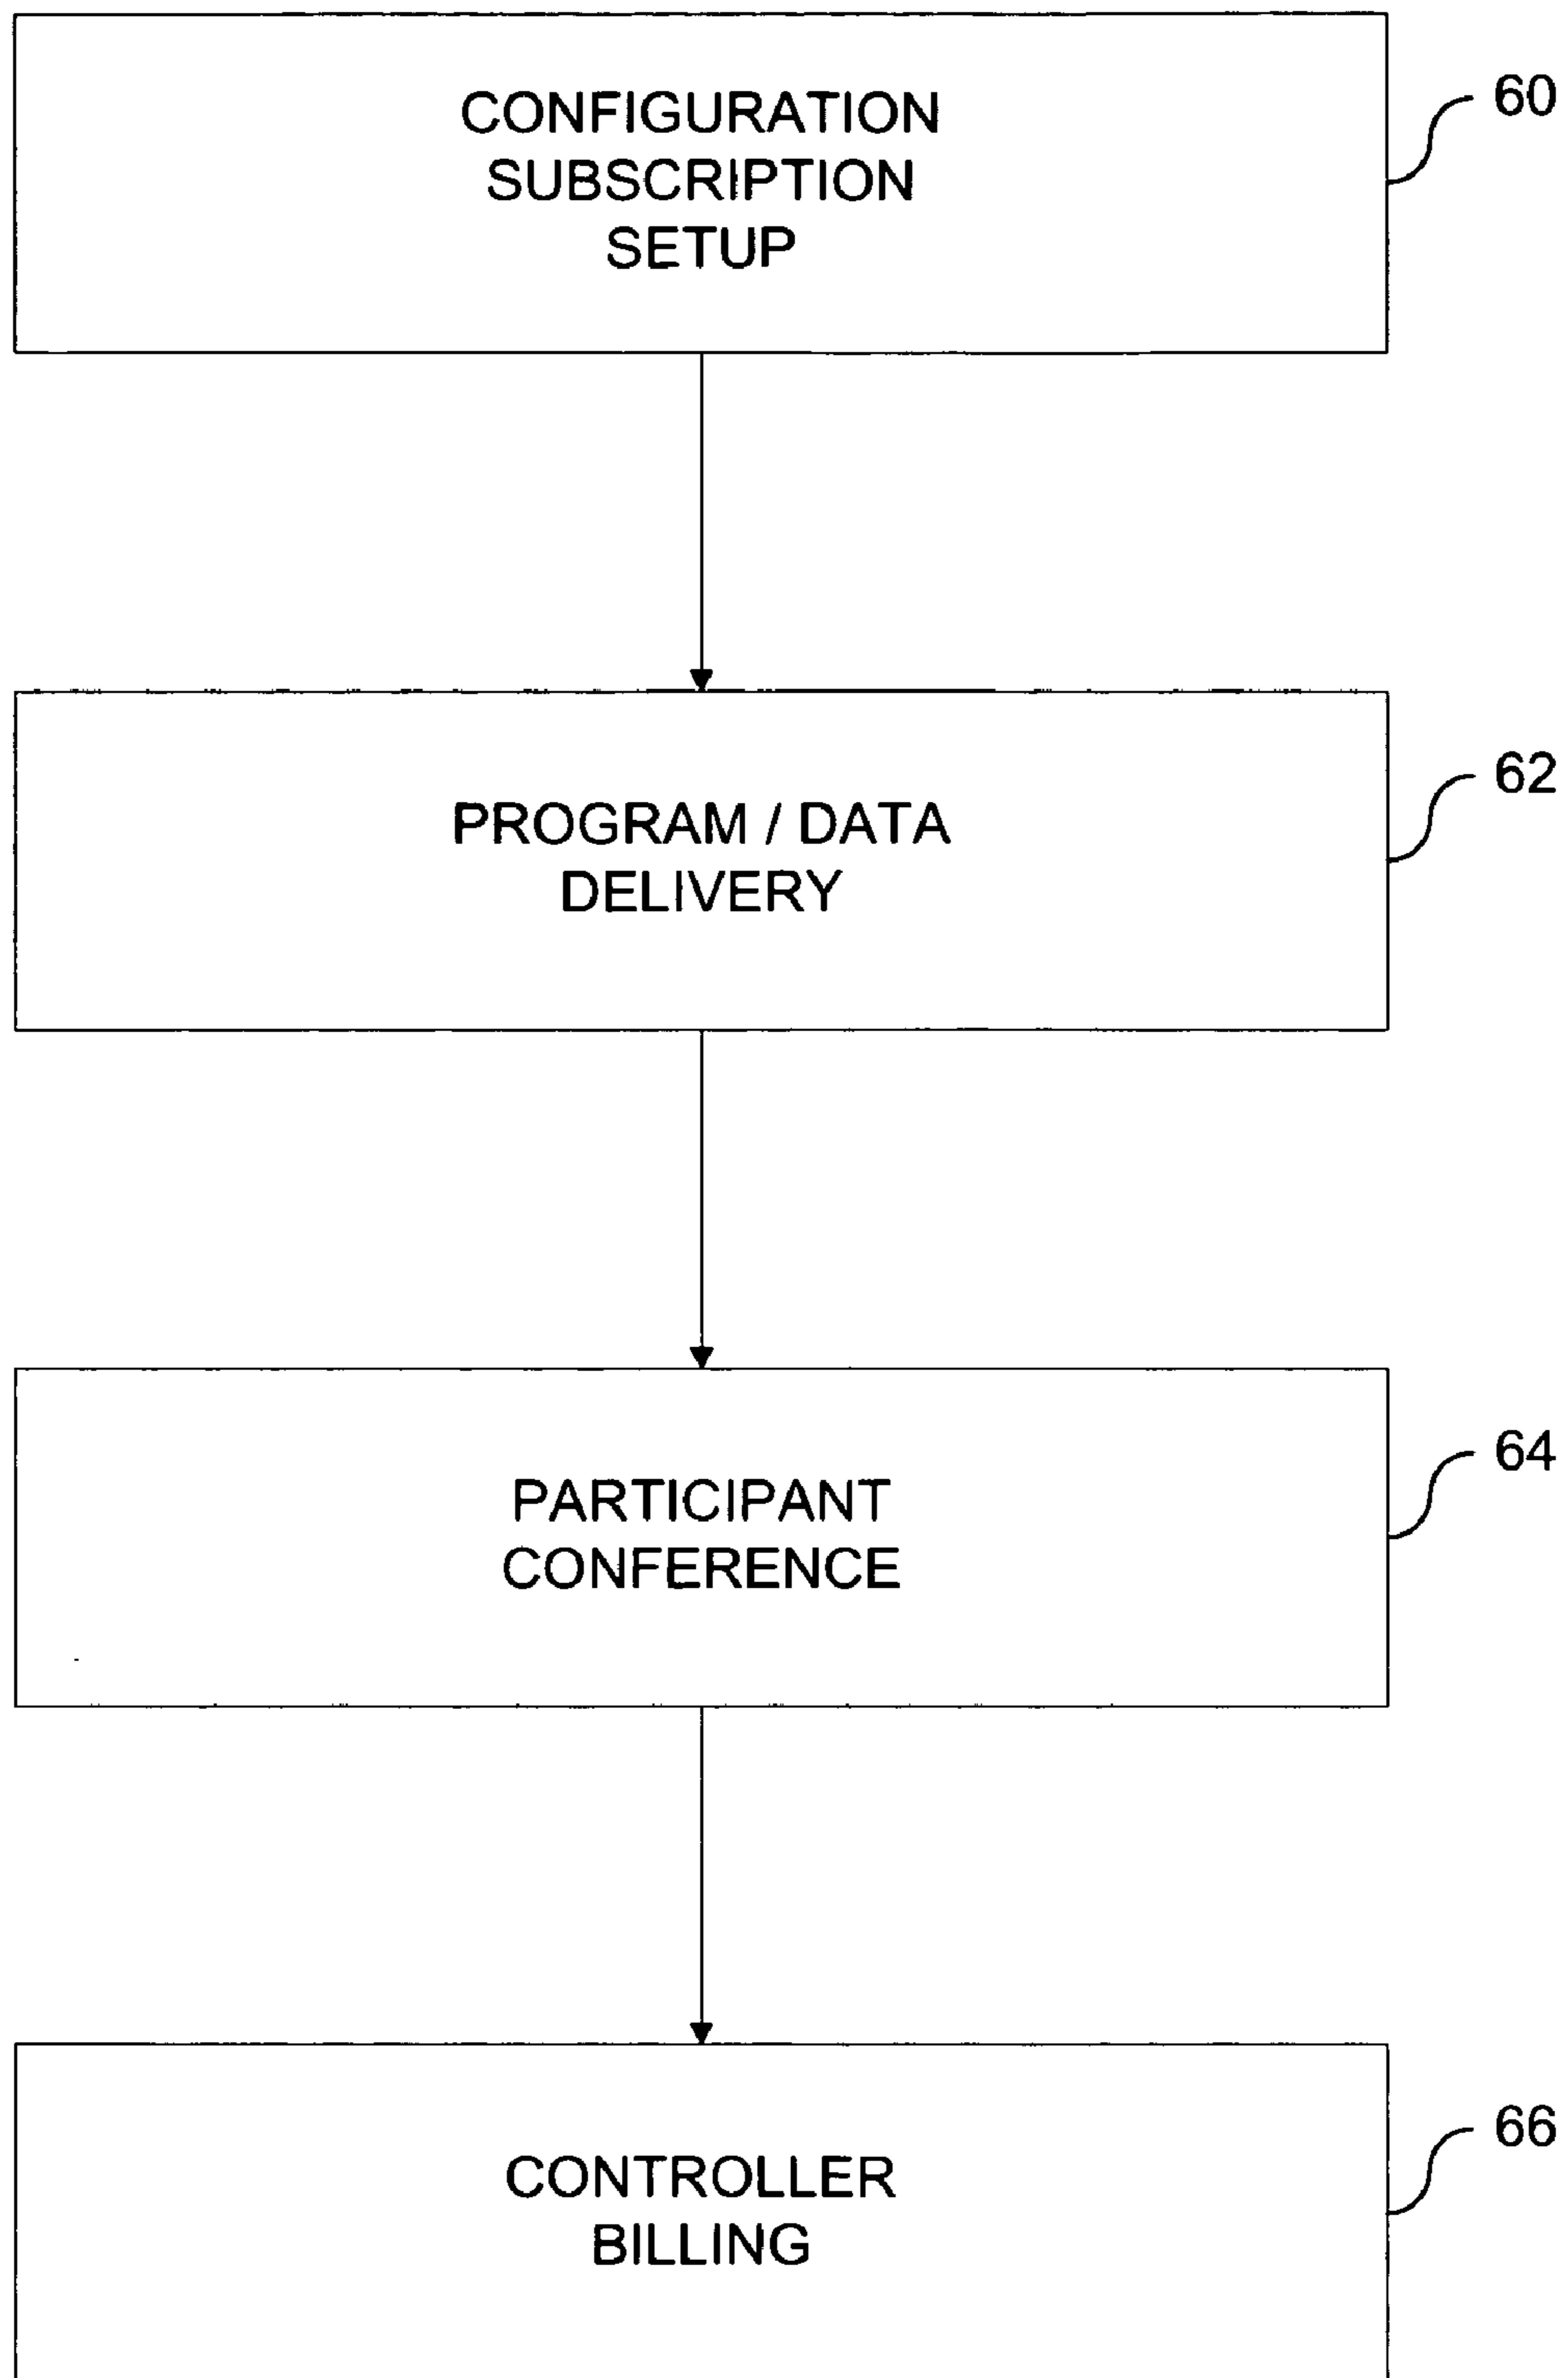 CONFIGURATION
SUBSCRIPTION
SETUP
60
PROGRAM / DATA
DELIVERY
62
PARTICIPANT
CONFERENCE
64
CONTROLLER
BILLING
66